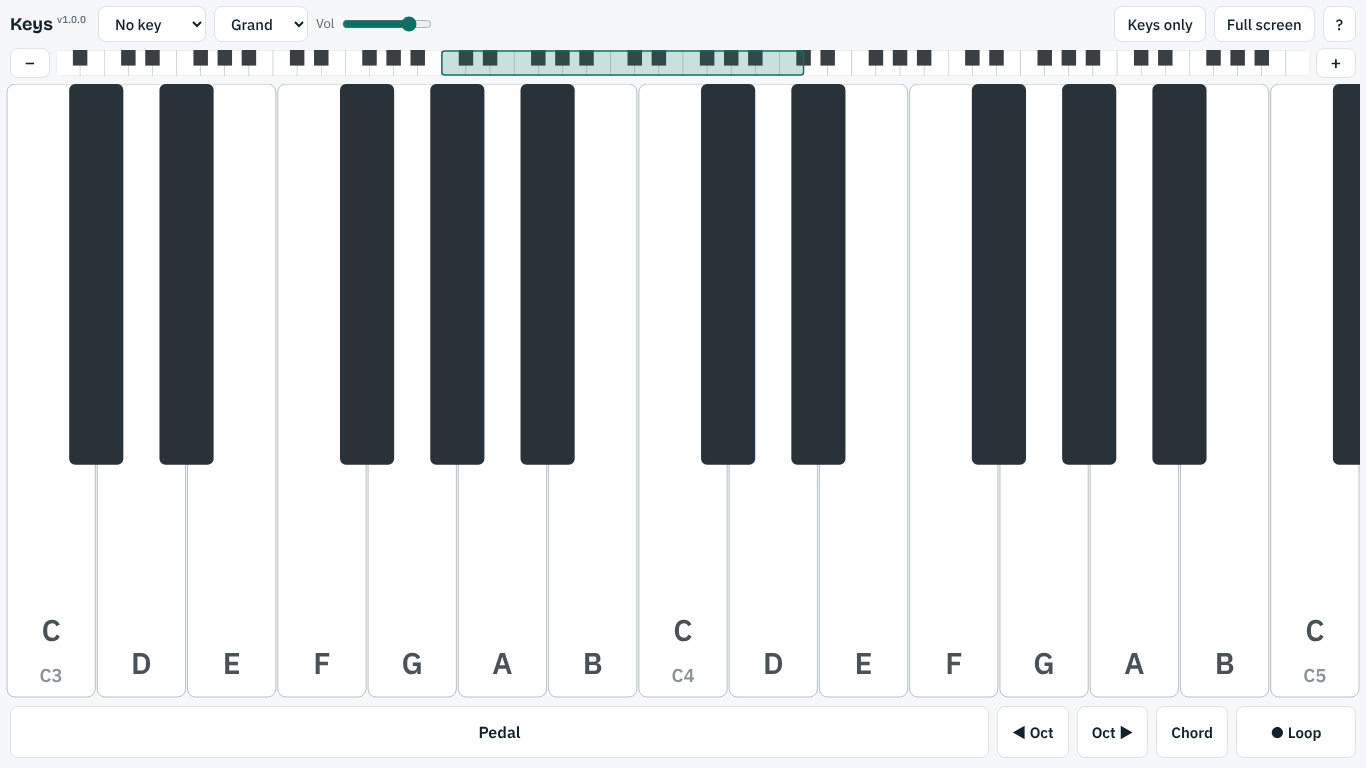 Keys v1.0.0 No key Grand Vol Keys only Full screen ?
− +
C D E F G A B C D E F G A B C
C3 C4 C5
Pedal ◀ Oct Oct ▶ Chord ● Loop